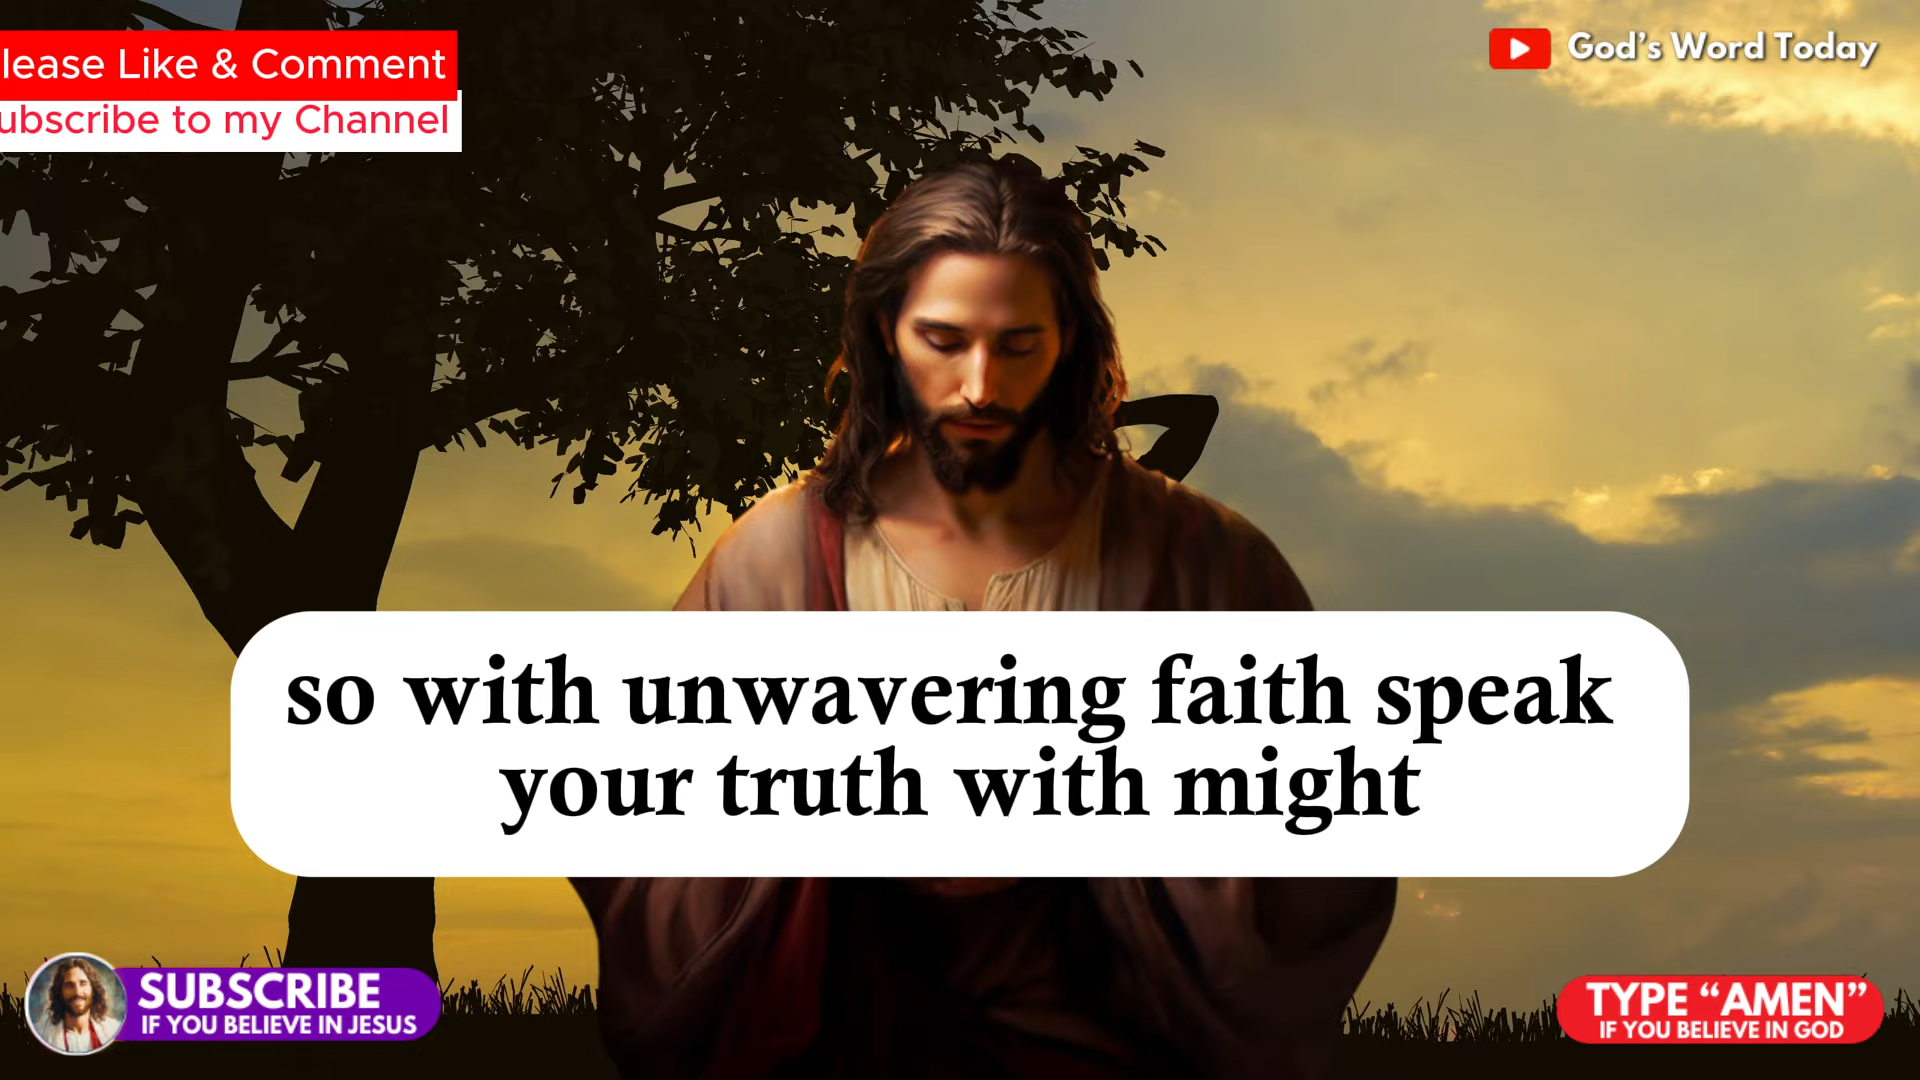 lease Like & Comment
ubscribe to my Channel
God's Word Today
so with unwavering faith speak
your truth with might
SUBSCRIBE
IF YOU BELIEVE IN JESUS
TYPE “AMEN”
IF YOU BELIEVE IN GOD